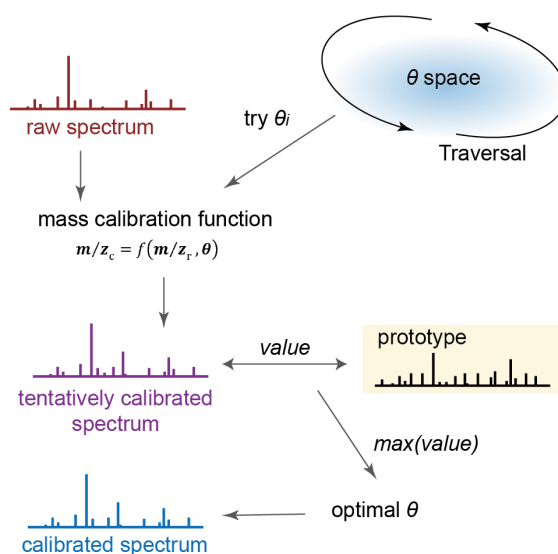 θ space
try θi
Traversal
raw spectrum
mass calibration function
m/zc = f(m/zr, θ)
value
prototype
tentatively calibrated
spectrum
max(value)
optimal θ
calibrated spectrum